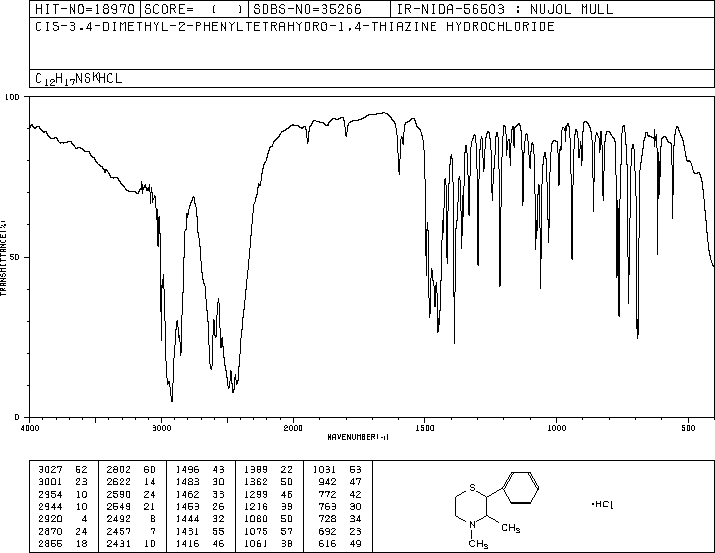 HIT-NO=18970 SCORE= ( ) SDBS-NO=35266 IR-NIDA-56503 : NUJOL MULL
CIS-3,4-DIMETHYL-2-PHENYLTETRAHYDRO-1,4-THIAZINE HYDROCHLORIDE
C12H17NS*HCL
100
50
0
TRANSMITTANCE(%)
4000 3000 2000 1500 1000 500
WAVENUMBER(-1)
3027 62 2802 60 1496 43 1389 22 1031 53
3001 23 2622 14 1483 30 1362 50 942 47
2954 10 2590 24 1462 33 1299 46 772 42
2944 10 2549 21 1453 26 1216 39 763 30
2920 4 2492 8 1444 32 1080 50 728 34
2870 24 2457 7 1431 55 1075 57 692 23
2855 18 2431 10 1416 46 1061 38 616 49
S
N
CH3
CH3
·HCl